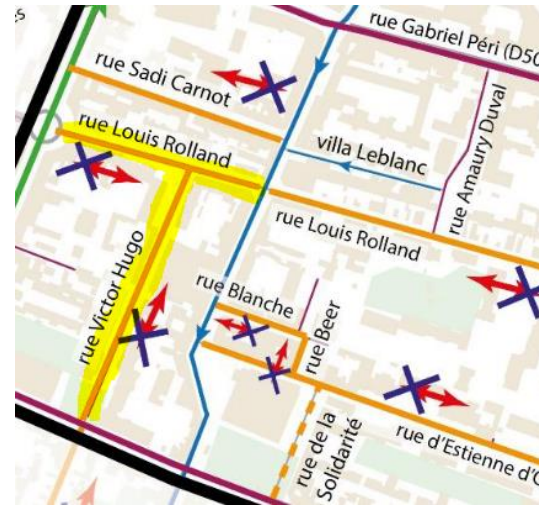 rue Gabriel Péri (D50
rue Sadi Carnot
rue Louis Rolland
villa Leblanc
rue Amaury Duval
rue Louis Rolland
rue Victor Hugo
rue Blanche
rue Beer
rue d'Estienne d'O
rue de la
Solidarité